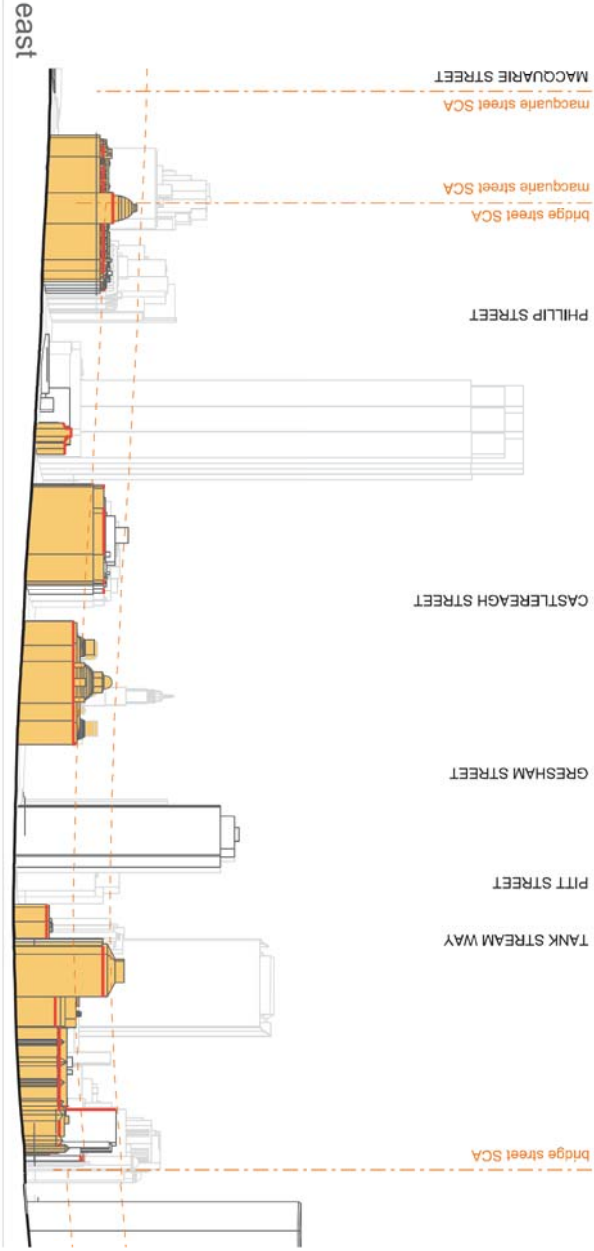 east
MACQUARIE STREET
macquarie street SCA
macquarie street SCA
bridge street SCA
PHILLIP STREET
CASTLEREAGH STREET
GRESHAM STREET
PITT STREET
TANK STREAM WAY
bridge street SCA